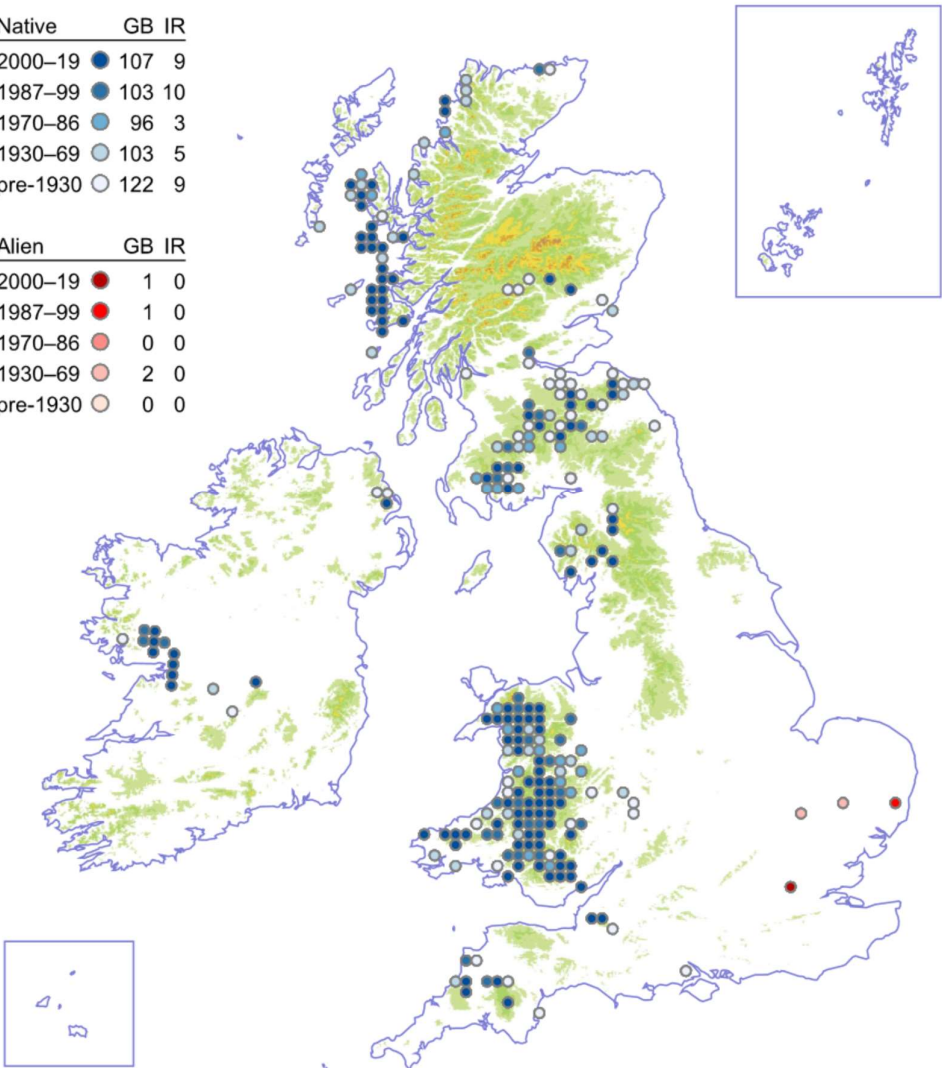 Native GB IR
2000–19 107 9
1987–99 103 10
1970–86 96 3
1930–69 103 5
pre-1930 122 9
Alien GB IR
2000–19 1 0
1987–99 1 0
1970–86 0 0
1930–69 2 0
pre-1930 0 0